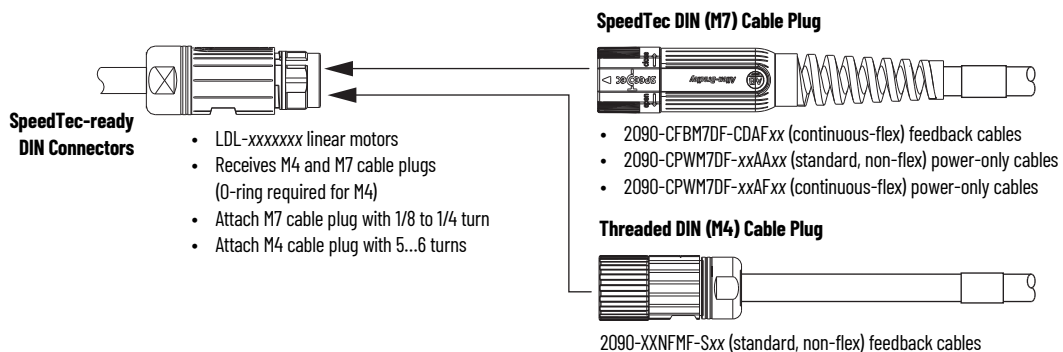 SpeedTec DIN (M7) Cable Plug
Allen-Bradley
SpeedTec-ready
DIN Connectors
• LDL-xxxxxxx linear motors
• Receives M4 and M7 cable plugs
(O-ring required for M4)
• Attach M7 cable plug with 1/8 to 1/4 turn
• Attach M4 cable plug with 5...6 turns
• 2090-CFBM7DF-CDAFxx (continuous-flex) feedback cables
• 2090-CPWM7DF-xxAAxx (standard, non-flex) power-only cables
• 2090-CPWM7DF-xxAFxx (continuous-flex) power-only cables
Threaded DIN (M4) Cable Plug
2090-XXNFMF-Sxx (standard, non-flex) feedback cables